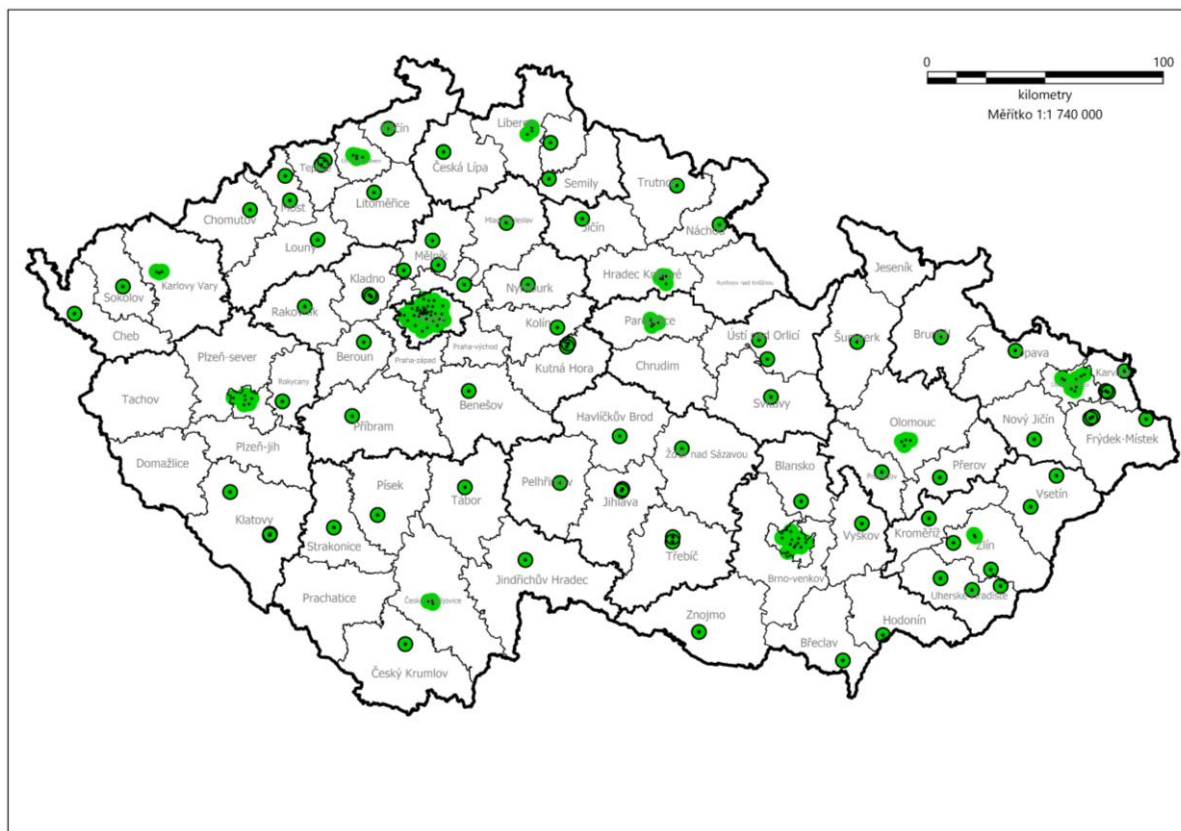 0 100
kilometry
Měřítko 1:1 740 000
Děčín
Liberec
Teplice
Česká Lípa
Semily
Trutnov
Most
Litoměřice
Chomutov
Mladá Boleslav
Jičín
Náchod
Louny
Mělník
Jeseník
Karlovy Vary
Kladno
Hradec Králové
Rychnov nad Kněžnou
Sokolov
Nymburk
Rakovník
Kolín
Pardubice
Cheb
Ústí nad Orlicí
Šumperk
Bruntál
Plzeň-sever
Beroun
Praha-západ
Praha-východ
Opava
Kutná Hora
Chrudim
Karviná
Rokycany
Tachov
Benešov
Svitavy
Příbram
Havlíčkův Brod
Nový Jičín
Olomouc
Frýdek-Místek
Plzeň-jih
Žďár nad Sázavou
Domažlice
Blansko
Prostějov
Přerov
Písek
Tábor
Pelhřimov
Vsetín
Klatovy
Jihlava
Strakonice
Vyškov
Kroměříž
Třebíč
Zlín
Jindřichův Hradec
Brno-venkov
Prachatice
České Budějovice
Uherské Hradiště
Znojmo
Hodonín
Břeclav
Český Krumlov